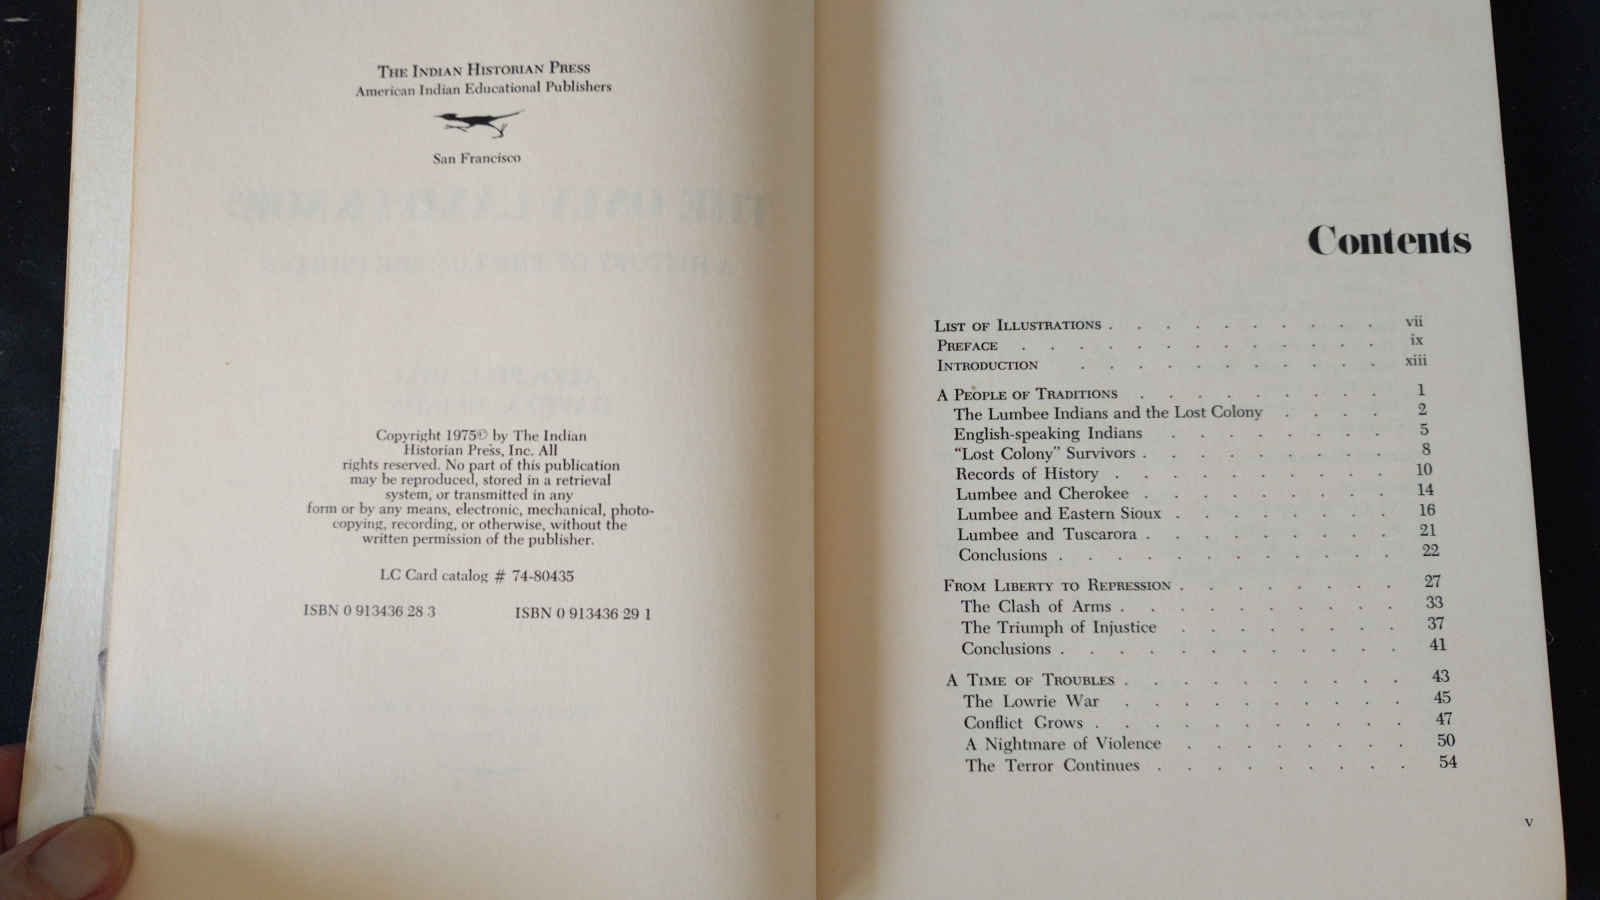 THE INDIAN HISTORIAN PRESS
American Indian Educational Publishers
San Francisco
Copyright 1975© by The Indian
Historian Press, Inc. All
rights reserved. No part of this publication
may be reproduced, stored in a retrieval
system, or transmitted in any
form or by any means, electronic, mechanical, photo-
copying, recording, or otherwise, without the
written permission of the publisher.
LC Card catalog # 74-80435
ISBN 0 913436 28 3 ISBN 0 913436 29 1
Contents
LIST OF ILLUSTRATIONS . . . . . . . . . . vii
PREFACE . . . . . . . . . . . . . ix
INTRODUCTION . . . . . . . . . . . xiii
A PEOPLE OF TRADITIONS . . . . . . . . . 1
The Lumbee Indians and the Lost Colony . . . . 2
English-speaking Indians . . . . . . . . 5
"Lost Colony" Survivors . . . . . . . . . 8
Records of History . . . . . . . . . . 10
Lumbee and Cherokee . . . . . . . . . 14
Lumbee and Eastern Sioux . . . . . . . . 16
Lumbee and Tuscarora . . . . . . . . . 21
Conclusions . . . . . . . . . . . . 22
FROM LIBERTY TO REPRESSION . . . . . . . . 27
The Clash of Arms . . . . . . . . . . 33
The Triumph of Injustice . . . . . . . . 37
Conclusions . . . . . . . . . . . . 41
A TIME OF TROUBLES . . . . . . . . . . 43
The Lowrie War . . . . . . . . . . 45
Conflict Grows . . . . . . . . . . . 47
A Nightmare of Violence . . . . . . . . 50
The Terror Continues . . . . . . . . . 54
v